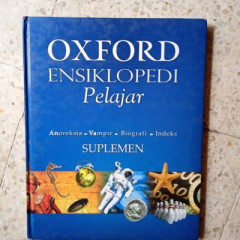 OXFORD
ENSIKLOPEDI
Pelajar
Anoreksia - Vampir - Biografi - Indeks
SUPLEMEN